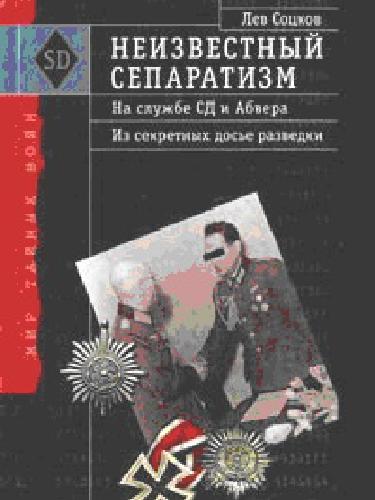 Лев Соцков
SD
НЕИЗВЕСТНЫЙ
СЕПАРАТИЗМ
На службе СД и Абвера
Из секретных досье разведки
МИР ТАЙНЫХ ВОЙН